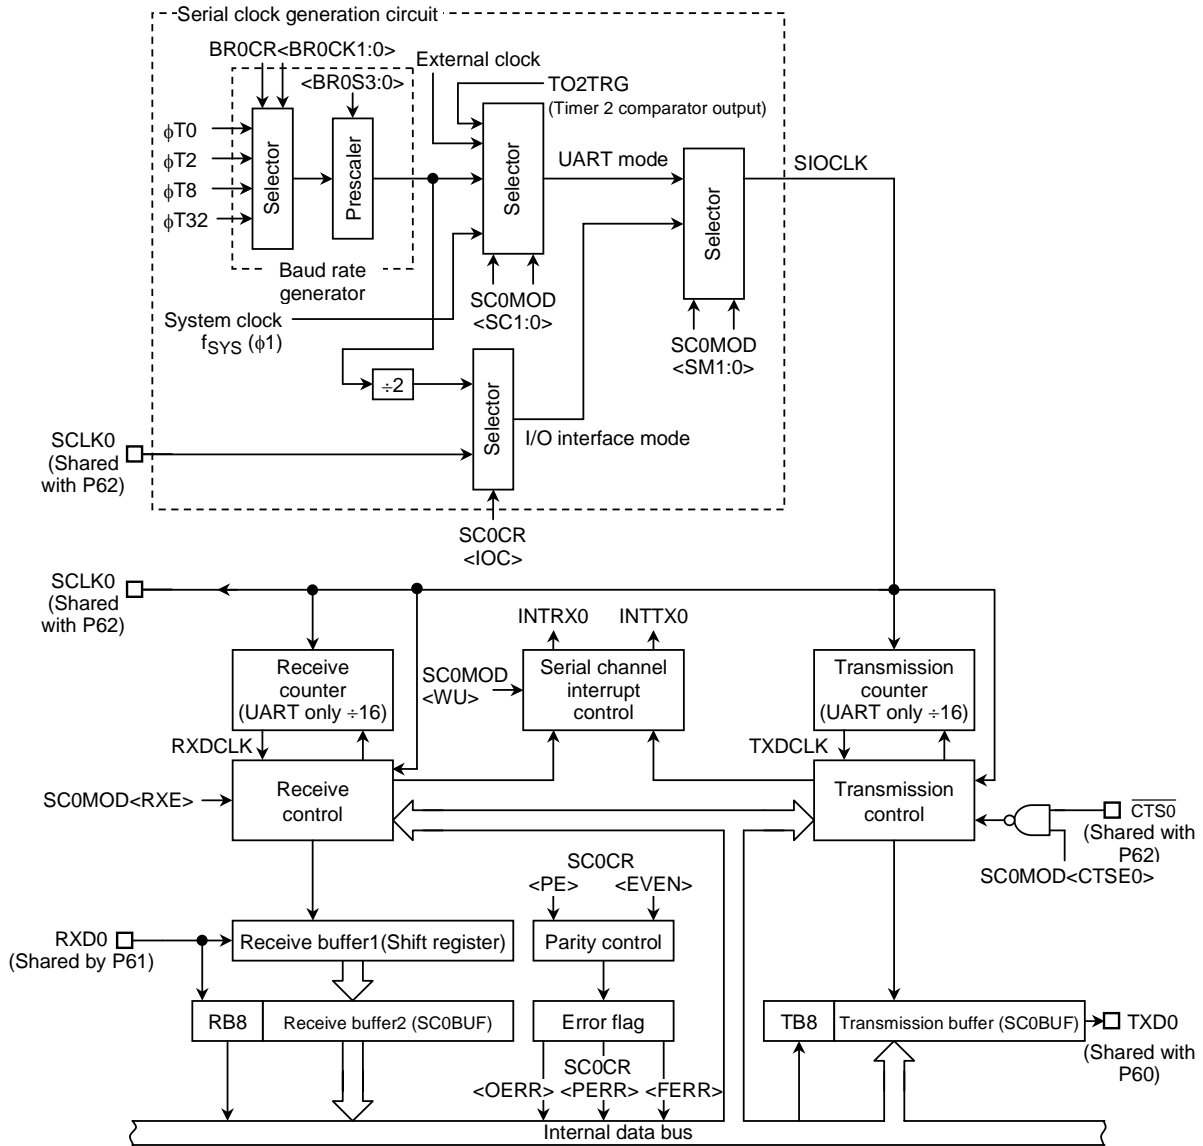 Serial clock generation circuit
BR0CR<BR0CK1:0>
<BR0S3:0>
External clock
TO2TRG
(Timer 2 comparator output)
ϕT0
ϕT2
ϕT8
ϕT32
Selector
Prescaler
Selector
UART mode
Selector
SIOCLK
Baud rate
generator
SC0MOD
<SC1:0>
System clock
fSYS (ϕ1)
SC0MOD
<SM1:0>
÷2
Selector
I/O interface mode
SCLK0
(Shared
with P62)
SC0CR
<IOC>
SCLK0
(Shared
with P62)
INTRX0
INTTX0
Receive
counter
(UART only ÷16)
SC0MOD
<WU>
Serial channel
interrupt
control
Transmission
counter
(UART only ÷16)
RXDCLK
TXDCLK
SC0MOD<RXE>
Receive
control
Transmission
control
CTS0
(Shared with
P62)
SC0MOD<CTSE0>
SC0CR
<PE>
<EVEN>
RXD0
(Shared by P61)
Receive buffer1(Shift register)
Parity control
RB8
Receive buffer2 (SC0BUF)
Error flag
TB8
Transmission buffer (SC0BUF)
TXD0
(Shared with
P60)
SC0CR
<OERR>
<PERR>
<FERR>
Internal data bus